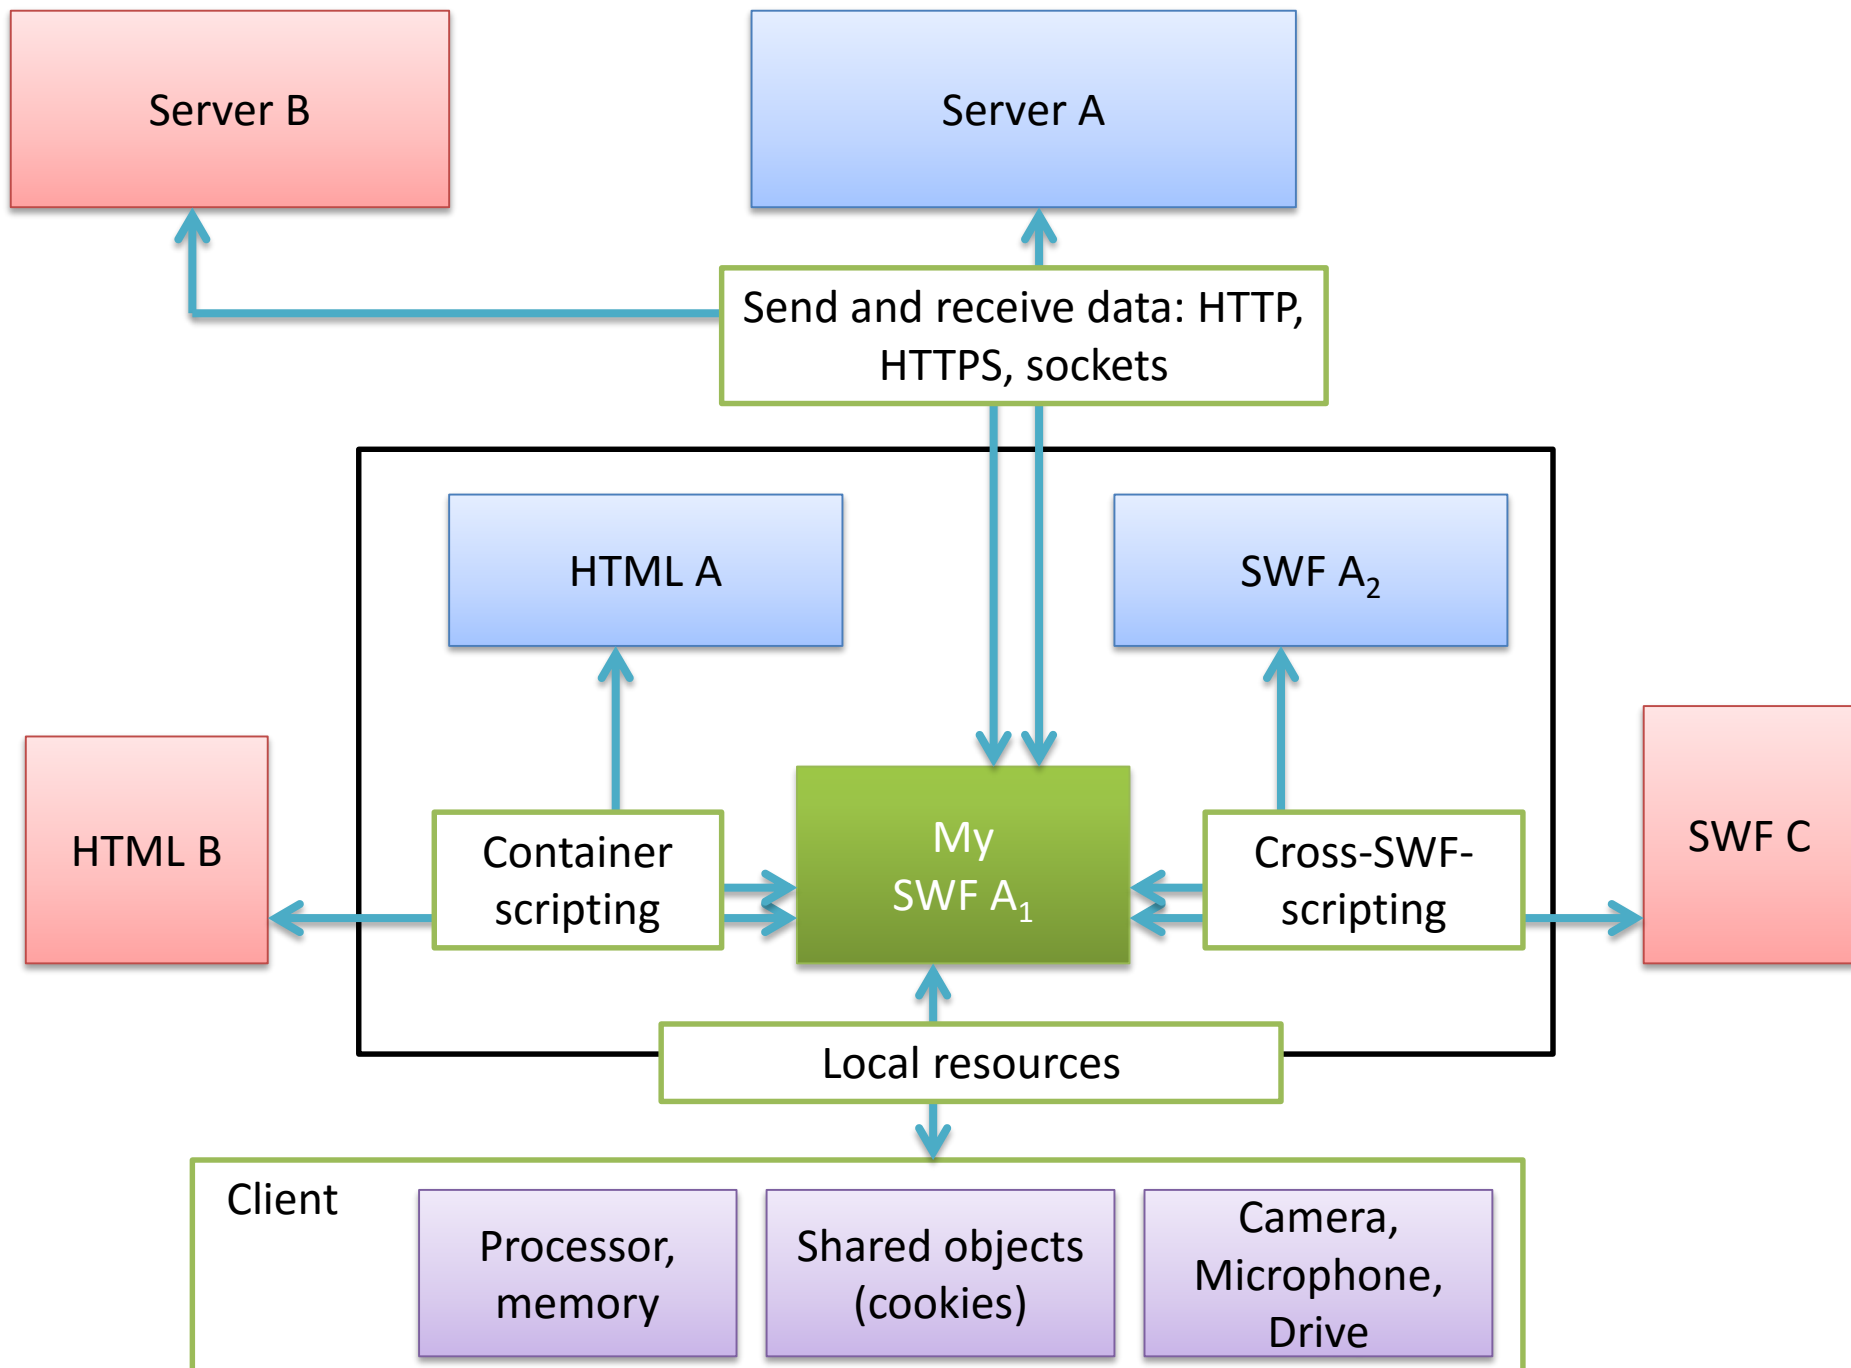 Server B
Server A
Send and receive data: HTTP,
HTTPS, sockets
HTML A
SWF A₂
HTML B
Container
scripting
My
SWF A₁
Cross-SWF-
scripting
SWF C
Local resources
Client
Processor,
memory
Shared objects
(cookies)
Camera,
Microphone,
Drive